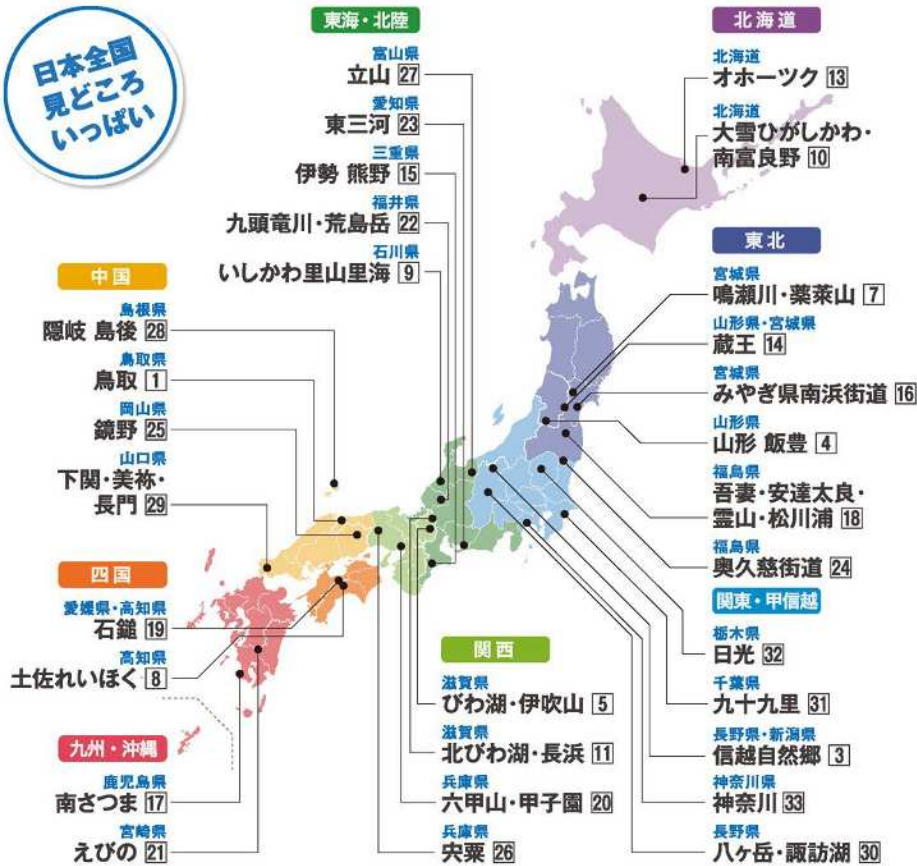 日本全国
見どころ
いっぱい
東海・北陸
富山県
立山 27
愛知県
東三河 23
三重県
伊勢 熊野 15
福井県
九頭竜川・荒島岳 22
石川県
いしかわ里山里海 9
北海道
北海道
オホーツク 13
北海道
大雪ひがしかわ・
南富良野 10
東北
宮城県
鳴瀬川・薬莱山 7
山形県・宮城県
蔵王 14
宮城県
みやぎ県南浜街道 16
山形県
山形 飯豊 4
福島県
吾妻・安達太良・
霊山・松川浦 18
福島県
奥久慈街道 24
中国
島根県
隠岐 島後 28
鳥取県
鳥取 1
岡山県
鏡野 25
山口県
下関・美祢・
長門 29
四国
愛媛県・高知県
石鎚 19
高知県
土佐れいほく 8
九州・沖縄
鹿児島県
南さつま 17
宮崎県
えびの 21
関西
滋賀県
びわ湖・伊吹山 5
滋賀県
北びわ湖・長浜 11
兵庫県
六甲山・甲子園 20
兵庫県
宍粟 26
関東・甲信越
栃木県
日光 32
千葉県
九十九里 31
長野県・新潟県
信越自然郷 3
神奈川県
神奈川 33
長野県
八ヶ岳・諏訪湖 30